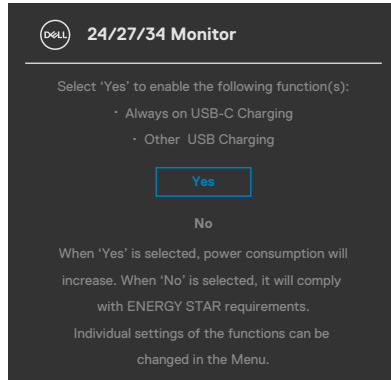 DELL
24/27/34 Monitor
Select ‘Yes’ to enable the following function(s):
· Always on USB-C Charging
· Other USB Charging
Yes
No
When ‘Yes’ is selected, power consumption will
increase. When ‘No’ is selected, it will comply
with ENERGY STAR requirements.
Individual settings of the functions can be
changed in the Menu.